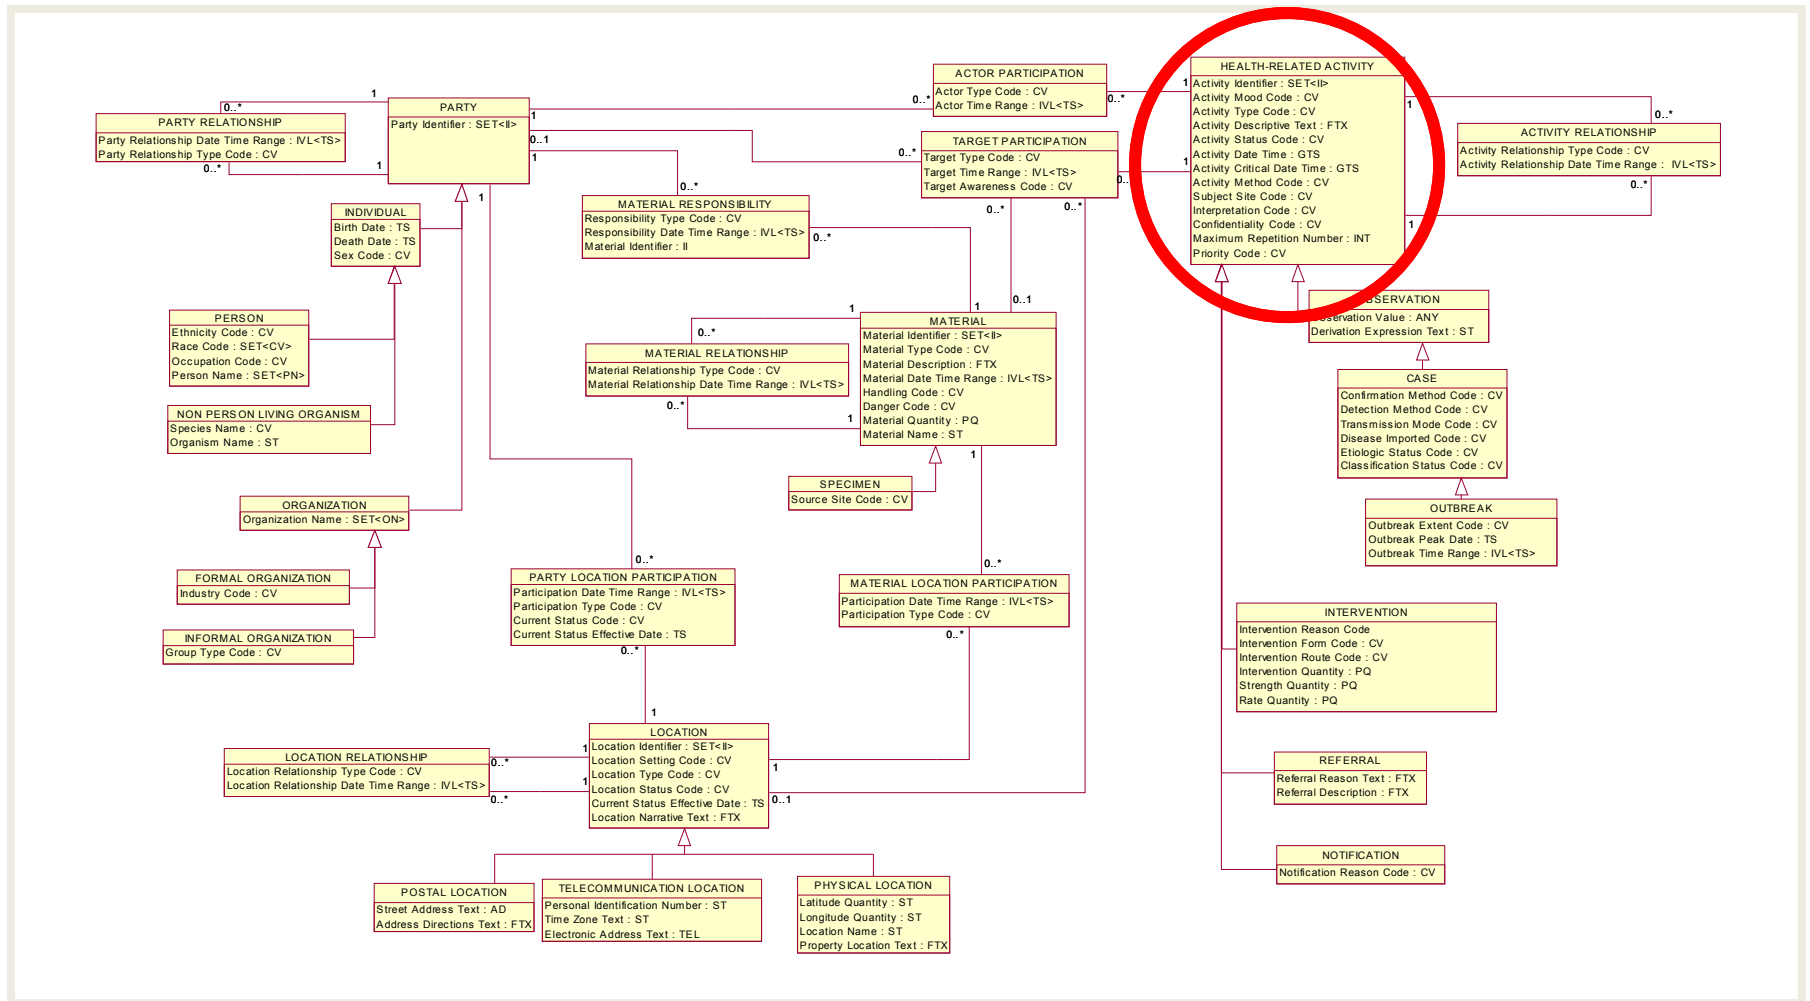 ACTOR PARTICIPATION
Actor Type Code : CV
Actor Time Range : IVL<TS>
HEALTH-RELATED ACTIVITY
Activity Identifier : SET<II>
Activity Mood Code : CV
Activity Type Code : CV
Activity Descriptive Text : FTX
Activity Status Code : CV
Activity Date Time : GTS
Activity Critical Date Time : GTS
Activity Method Code : CV
Subject Site Code : CV
Interpretation Code : CV
Confidentiality Code : CV
Maximum Repetition Number : INT
Priority Code : CV
1
0..*
0..*
1
1
0..*
1
0..*
1
0..*
1
0..
PARTY
Party Identifier : SET<II>
1
0..*
1
0..*
1
0..1
1
1
PARTY RELATIONSHIP
Party Relationship Date Time Range : IVL<TS>
Party Relationship Type Code : CV
TARGET PARTICIPATION
Target Type Code : CV
Target Time Range : IVL<TS>
Target Awareness Code : CV
0..*
0..*
0..*
ACTIVITY RELATIONSHIP
Activity Relationship Type Code : CV
Activity Relationship Date Time Range : IVL<TS>
INDIVIDUAL
Birth Date : TS
Death Date : TS
Sex Code : CV
0..*
MATERIAL RESPONSIBILITY
Responsibility Type Code : CV
Responsibility Date Time Range : IVL<TS>
Material Identifier : II
0..*
PERSON
Ethnicity Code : CV
Race Code : SET<CV>
Occupation Code : CV
Person Name : SET<PN>
1
0..*
1
0..1
MATERIAL
Material Identifier : SET<II>
Material Type Code : CV
Material Description : FTX
Material Date Time Range : IVL<TS>
Handling Code : CV
Danger Code : CV
Material Quantity : PQ
Material Name : ST
MATERIAL RELATIONSHIP
Material Relationship Type Code : CV
Material Relationship Date Time Range : IVL<TS>
0..*
1
1
Observation Value : ANY
Derivation Expression Text : ST
CASE
Confirmation Method Code : CV
Detection Method Code : CV
Transmission Mode Code : CV
Disease Imported Code : CV
Etiologic Status Code : CV
Classification Status Code : CV
NON PERSON LIVING ORGANISM
Species Name : CV
Organism Name : ST
SPECIMEN
Source Site Code : CV
ORGANIZATION
Organization Name : SET<ON>
OUTBREAK
Outbreak Extent Code : CV
Outbreak Peak Date : TS
Outbreak Time Range : IVL<TS>
FORMAL ORGANIZATION
Industry Code : CV
INFORMAL ORGANIZATION
Group Type Code : CV
0..*
PARTY LOCATION PARTICIPATION
Participation Date Time Range : IVL<TS>
Participation Type Code : CV
Current Status Code : CV
Current Status Effective Date : TS
0..*
1
0..*
MATERIAL LOCATION PARTICIPATION
Participation Date Time Range : IVL<TS>
Participation Type Code : CV
0..*
INTERVENTION
Intervention Reason Code
Intervention Form Code : CV
Intervention Route Code : CV
Intervention Quantity : PQ
Strength Quantity : PQ
Rate Quantity : PQ
LOCATION
Location Identifier : SET<II>
Location Setting Code : CV
Location Type Code : CV
Location Status Code : CV
Current Status Effective Date : TS
Location Narrative Text : FTX
1
0..*
1
0..*
1
0..1
LOCATION RELATIONSHIP
Location Relationship Type Code : CV
Location Relationship Date Time Range : IVL<TS>
REFERRAL
Referral Reason Text : FTX
Referral Description : FTX
NOTIFICATION
Notification Reason Code : CV
POSTAL LOCATION
Street Address Text : AD
Address Directions Text : FTX
TELECOMMUNICATION LOCATION
Personal Identification Number : ST
Time Zone Text : ST
Electronic Address Text : TEL
PHYSICAL LOCATION
Latitude Quantity : ST
Longitude Quantity : ST
Location Name : ST
Property Location Text : FTX